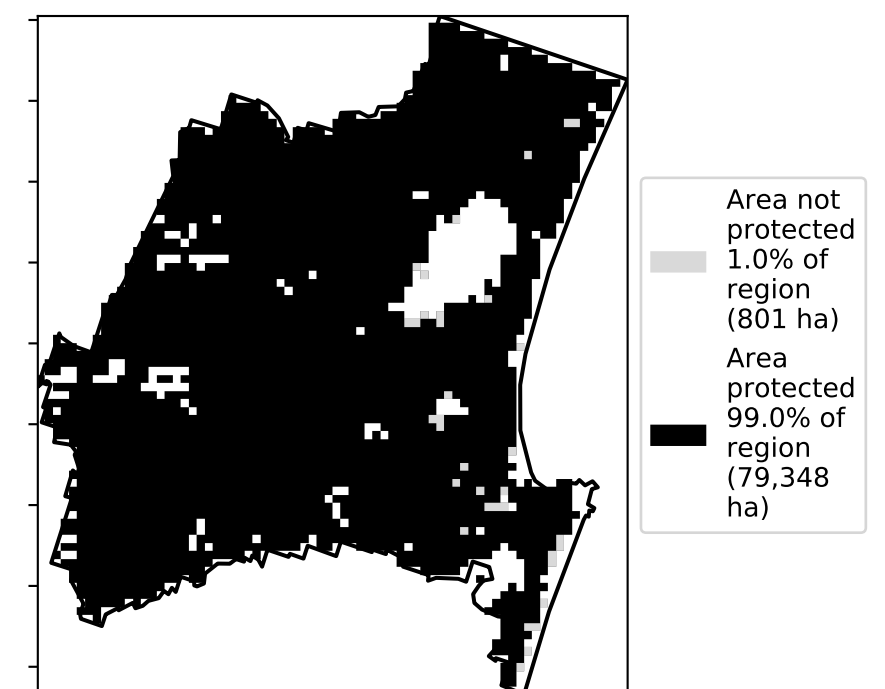 Area not
protected
1.0% of
region
(801 ha)
Area
protected
99.0% of
region
(79,348
ha)